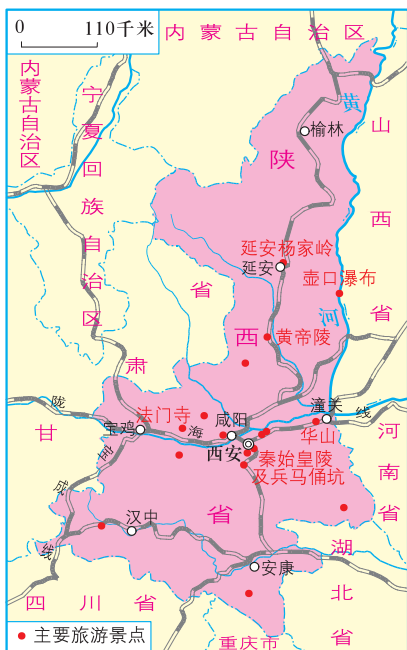 0 110千米
内蒙古自治区
内蒙古自治区
宁夏回族自治区
黄
山西省
榆林
陕
延安杨家岭
延安
壶口瀑布
省
河
西
黄帝陵
肃
陇
法门寺
咸阳
潼关
线
甘
宝鸡
海
华山
河南省
西安
宝
秦始皇陵
及兵马俑坑
成
省
汉中
线
湖北省
安康
四川省
主要旅游景点
重庆市